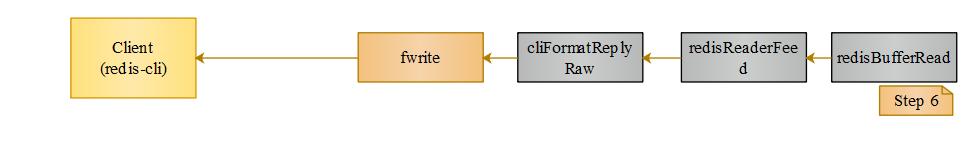 Client
(redis-cli)
fwrite
cliFormatReply
Raw
redisReaderFee
d
redisBufferRead
Step 6